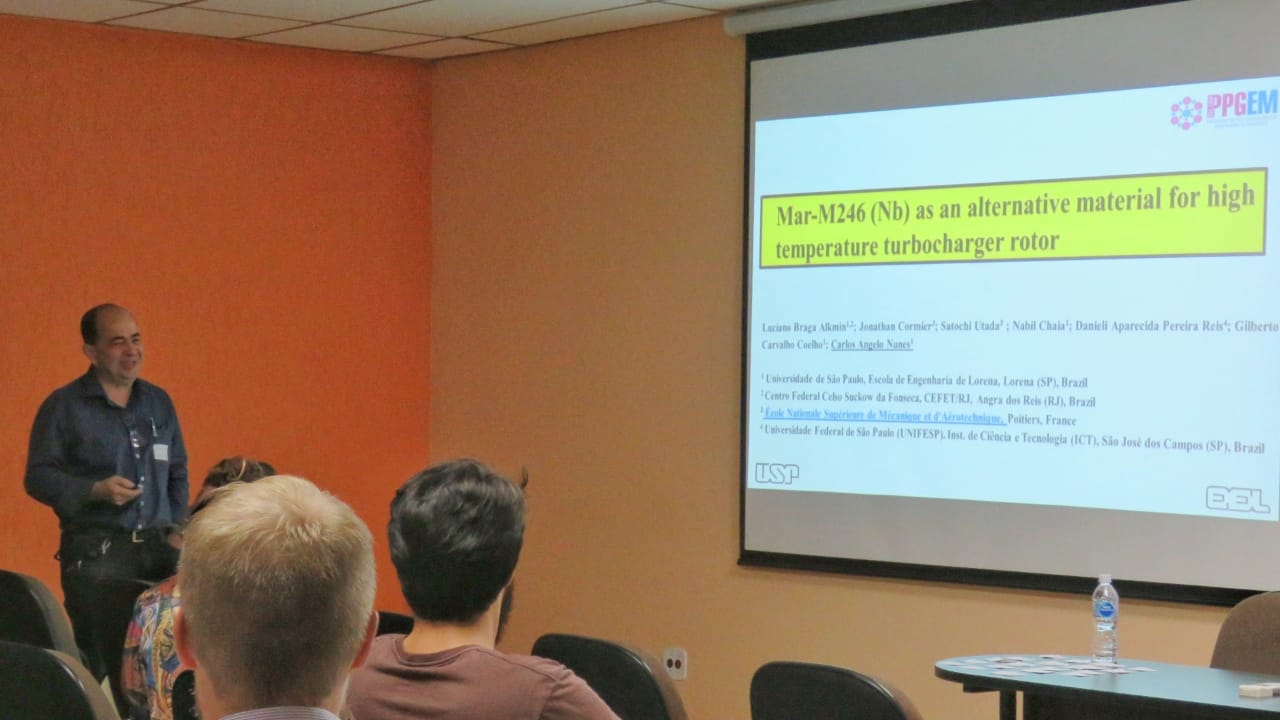 PPGEM
Mar-M246 (Nb) as an alternative material for high
temperature turbocharger rotor
Luciano Braga Alkmin¹,²; Jonathan Cormier³; Satochi Utada³ ; Nabil Chaia¹; Danieli Aparecida Pereira Reis⁴; Gilberto
Carvalho Coelho¹; Carlos Angelo Nunes¹
¹ Universidade de São Paulo, Escola de Engenharia de Lorena, Lorena (SP), Brazil
² Centro Federal Celso Suckow da Fonseca, CEFET/RJ, Angra dos Reis (RJ), Brazil
³ École Nationale Supérieure de Mécanique et d'Aérotechnique, Poitiers, France
⁴ Universidade Federal de São Paulo (UNIFESP), Inst. de Ciência e Tecnologia (ICT), São José dos Campos (SP), Brazil
USP
EEL